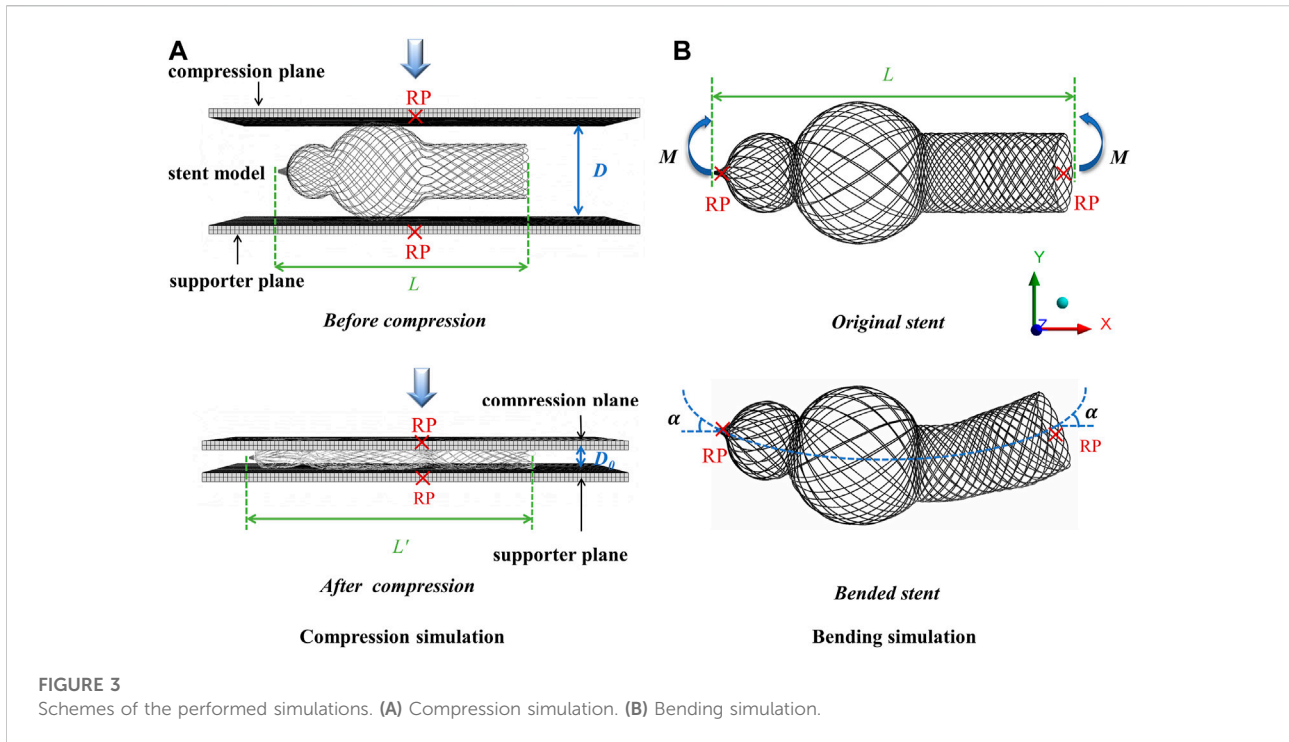 A
compression plane
RP
stent model
D
RP
supporter plane
L
Before compression
compression plane
RP
D₀
RP
L'
supporter plane
After compression
Compression simulation
B
L
M
M
RP
RP
Y
Z
X
Original stent
α
α
RP
RP
Bended stent
Bending simulation
FIGURE 3
Schemes of the performed simulations. (A) Compression simulation. (B) Bending simulation.